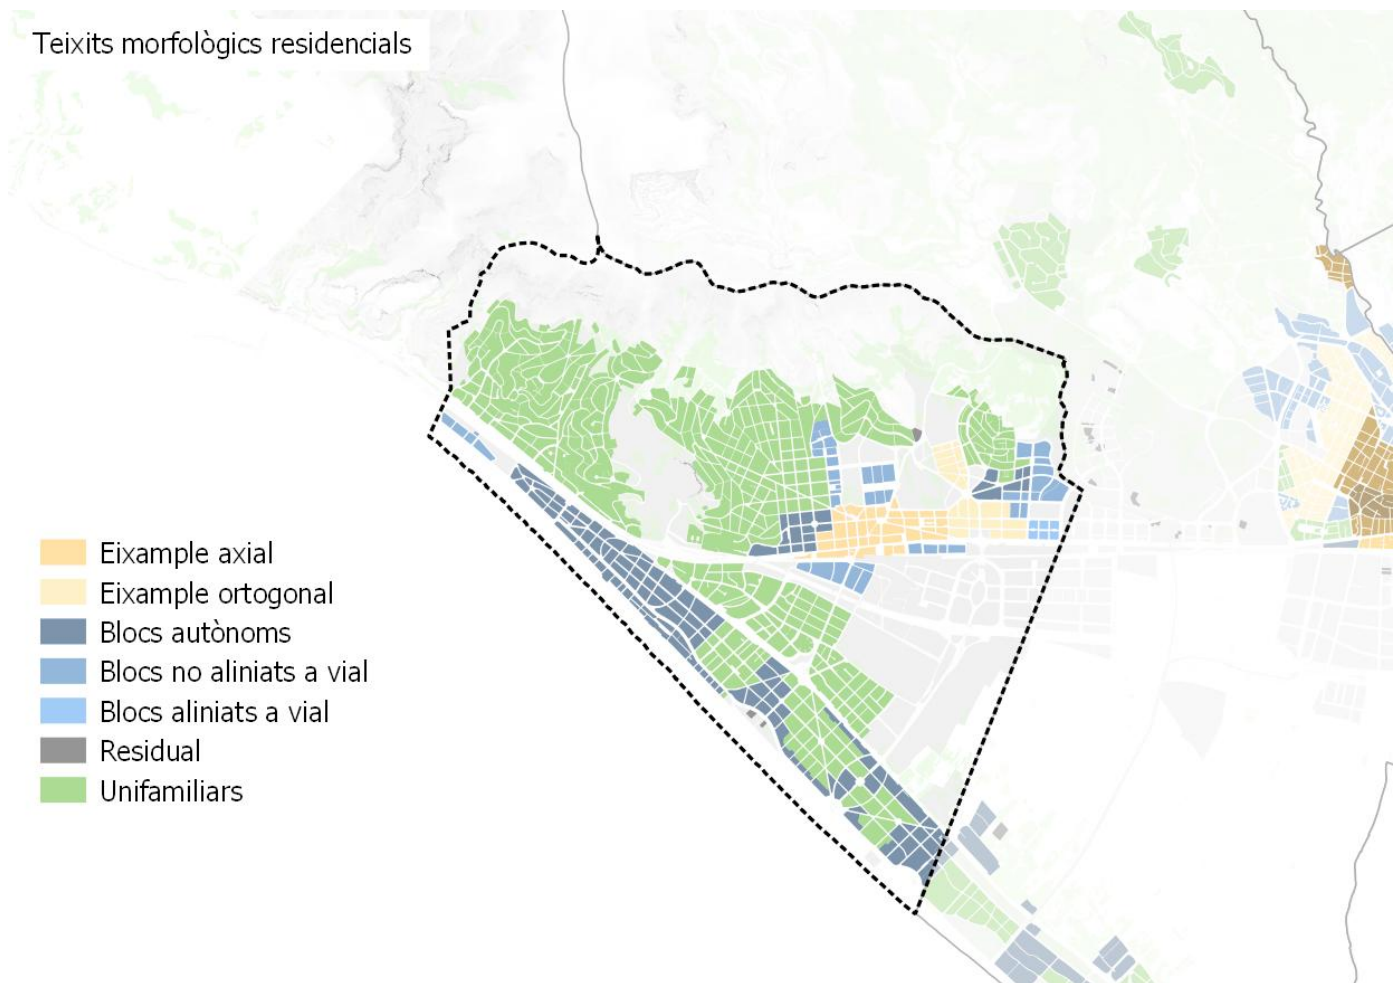 Teixits morfològics residencials
Eixample axial
Eixample ortogonal
Blocs autònoms
Blocs no aliniats a vial
Blocs aliniats a vial
Residual
Unifamiliars